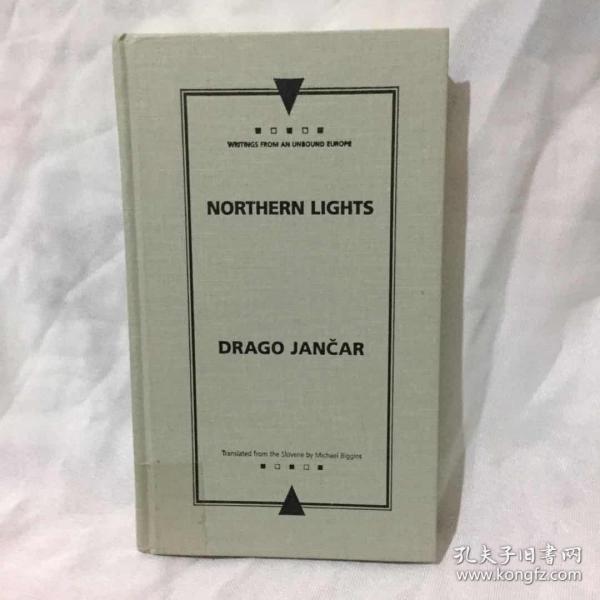 WRITINGS FROM AN UNBOUND EUROPE
NORTHERN LIGHTS
DRAGO JANČAR
Translated from the Slovene by Michael Biggins
孔夫子旧書网
www.kongfz.com